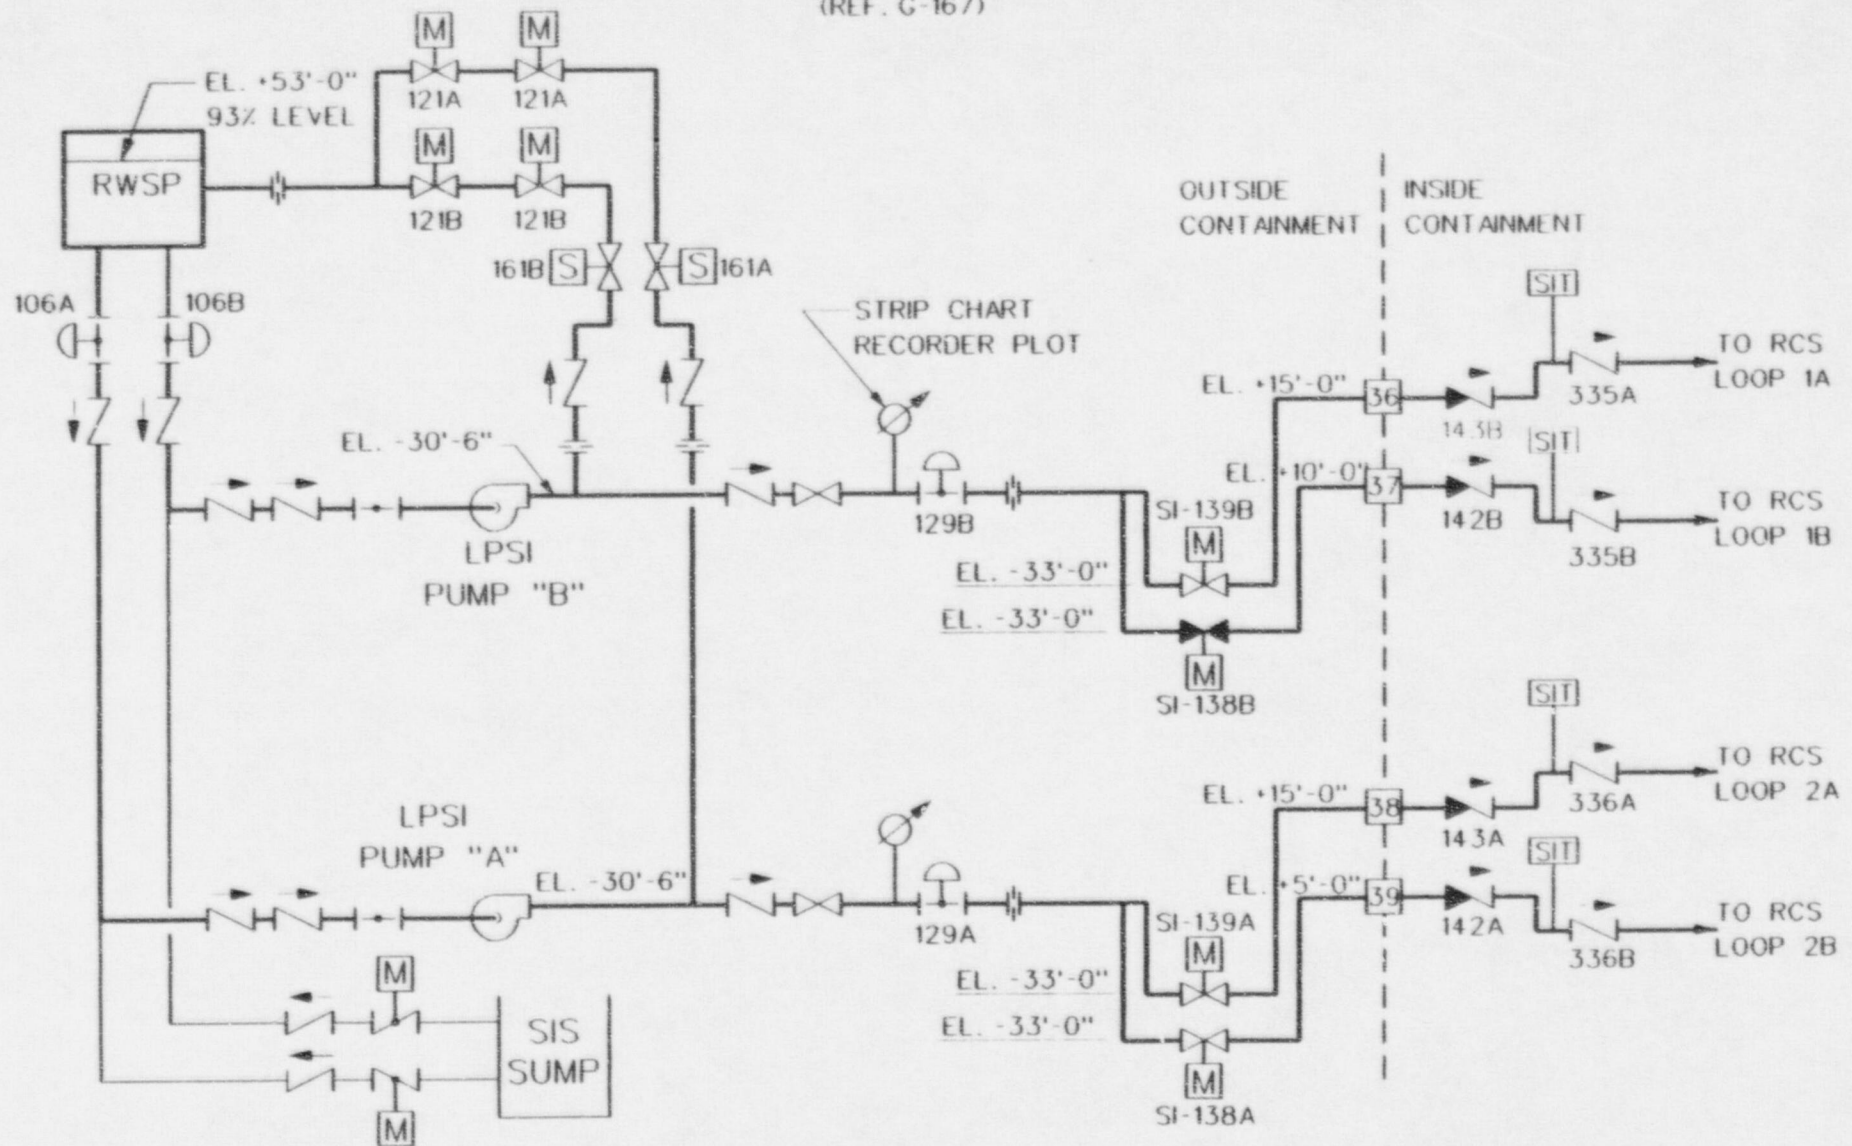 (REF. G-167)
M
M
EL. +53'-0"
93% LEVEL
121A
121A
M
M
RWSP
121B
121B
OUTSIDE
CONTAINMENT
INSIDE
CONTAINMENT
161B
S
S
161A
106A
106B
SIT
STRIP CHART
RECORDER PLOT
TO RCS
LOOP 1A
EL. +15'-0"
36
335A
143B
EL. -30'-6"
SIT
EL. +10'-0"
37
142B
TO RCS
LOOP 1B
335B
129B
SI-139B
M
LPSI
PUMP "B"
EL. -33'-0"
EL. -33'-0"
M
SI-138B
SIT
TO RCS
LOOP 2A
EL. +15'-0"
38
336A
143A
LPSI
PUMP "A"
SIT
EL. -30'-6"
EL. +5'-0"
39
142A
TO RCS
LOOP 2B
336B
129A
SI-139A
M
EL. -33'-0"
EL. -33'-0"
M
SI-138A
M
SIS
SUMP
M